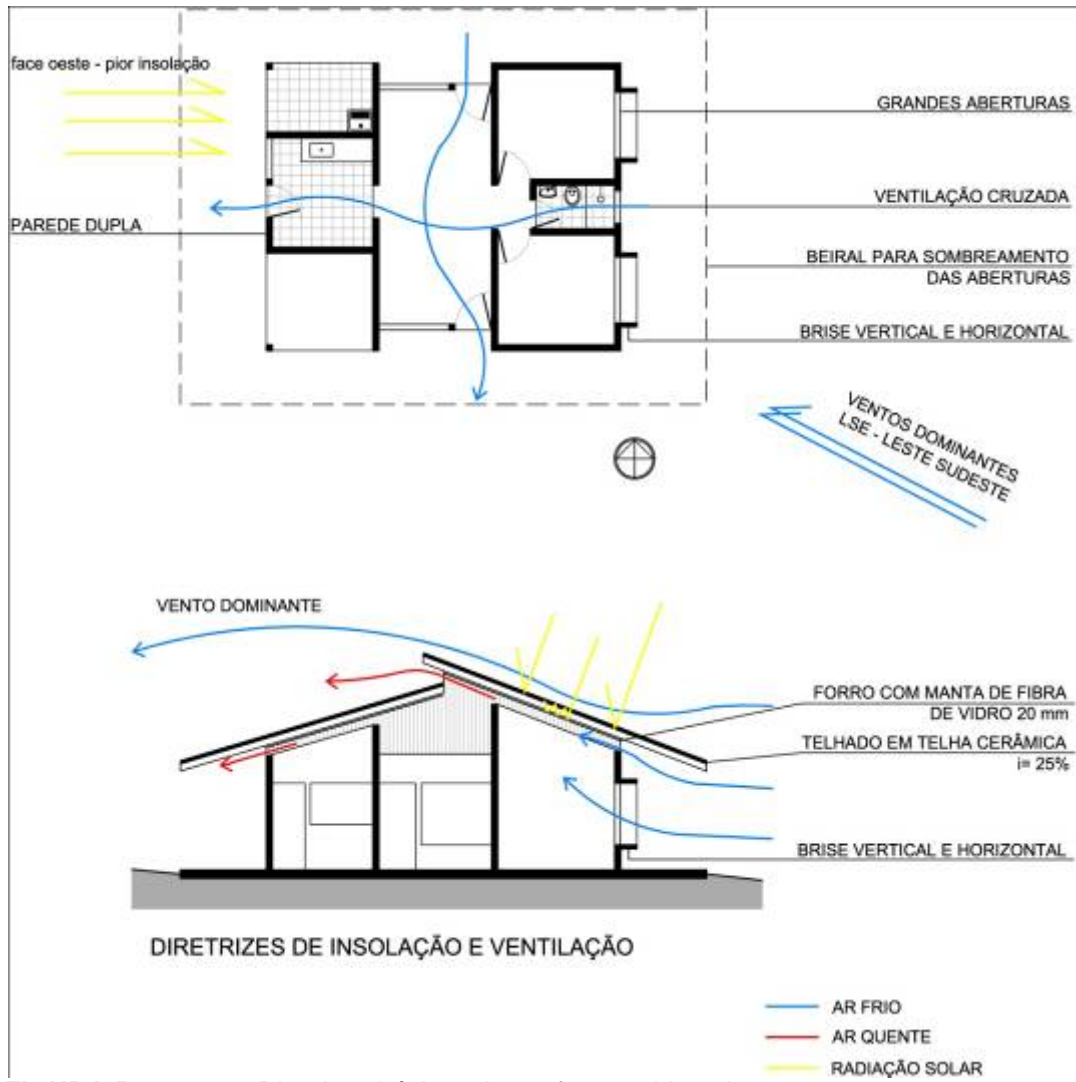 face oeste - pior insolação
GRANDES ABERTURAS
VENTILAÇÃO CRUZADA
PAREDE DUPLA
BEIRAL PARA SOMBREAMENTO
DAS ABERTURAS
BRISE VERTICAL E HORIZONTAL
VENTOS DOMINANTES
LSE - LESTE SUDESTE
VENTO DOMINANTE
FORRO COM MANTA DE FIBRA
DE VIDRO 20 mm
TELHADO EM TELHA CERÂMICA
i= 25%
BRISE VERTICAL E HORIZONTAL
DIRETRIZES DE INSOLAÇÃO E VENTILAÇÃO
AR FRIO
AR QUENTE
RADIAÇÃO SOLAR